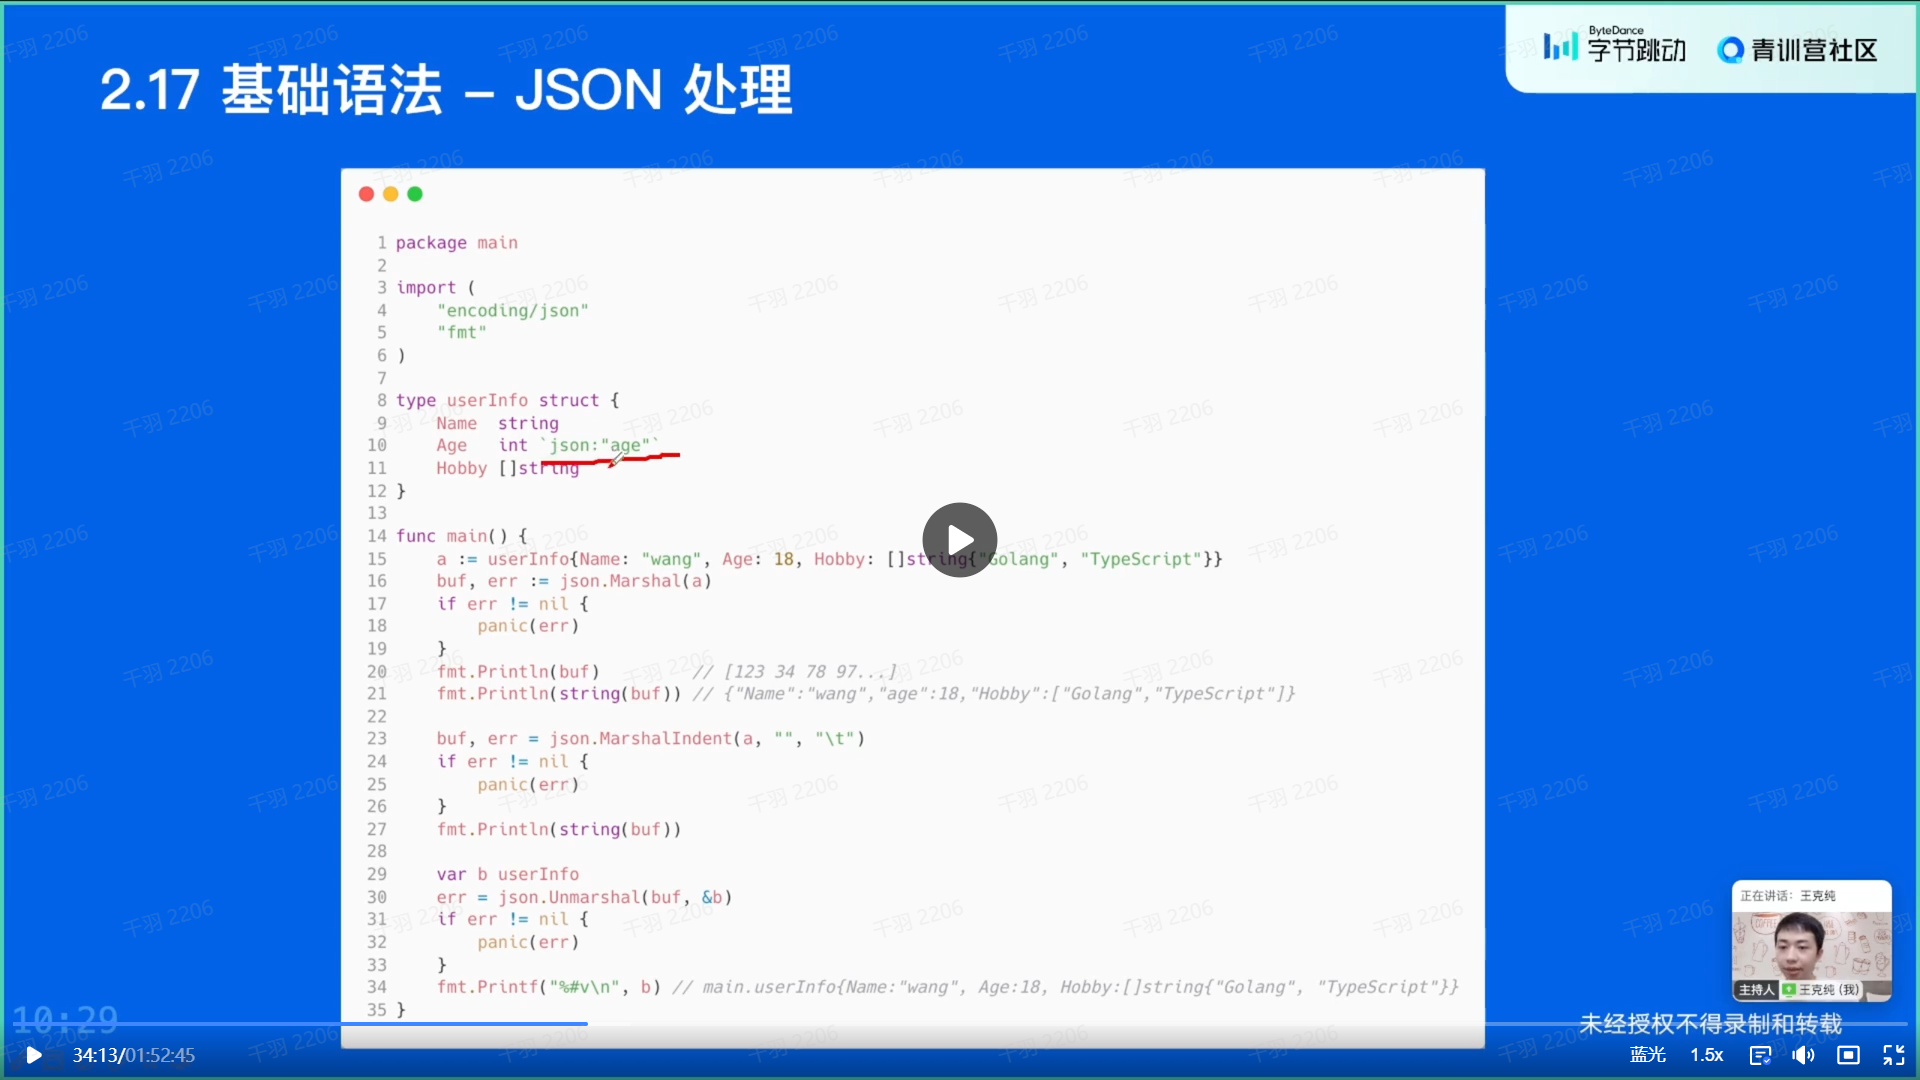 2.17 基础语法 – JSON 处理
ByteDance
字节跳动
青训营社区
1 package main
2
3 import (
4 "encoding/json"
5 "fmt"
6 )
7
8 type userInfo struct {
9 Name string
10 Age int `json:"age"`
11 Hobby []string
12 }
13
14 func main() {
15 a := userInfo{Name: "wang", Age: 18, Hobby: []string{"Golang", "TypeScript"}}
16 buf, err := json.Marshal(a)
17 if err != nil {
18 panic(err)
19 }
20 fmt.Println(buf) // [123 34 78 97...]
21 fmt.Println(string(buf)) // {"Name":"wang","age":18,"Hobby":["Golang","TypeScript"]}
22
23 buf, err = json.MarshalIndent(a, "", "\t")
24 if err != nil {
25 panic(err)
26 }
27 fmt.Println(string(buf))
28
29 var b userInfo
30 err = json.Unmarshal(buf, &b)
31 if err != nil {
32 panic(err)
33 }
34 fmt.Printf("%#v\n", b) // main.userInfo{Name:"wang", Age:18, Hobby:[]string{"Golang", "TypeScript"}}
35 }
正在讲话: 王克纯
主持人 王克纯 (我)
10:29
未经授权不得录制和转载
34:13/01:52:45
蓝光 1.5x
千羽 2206